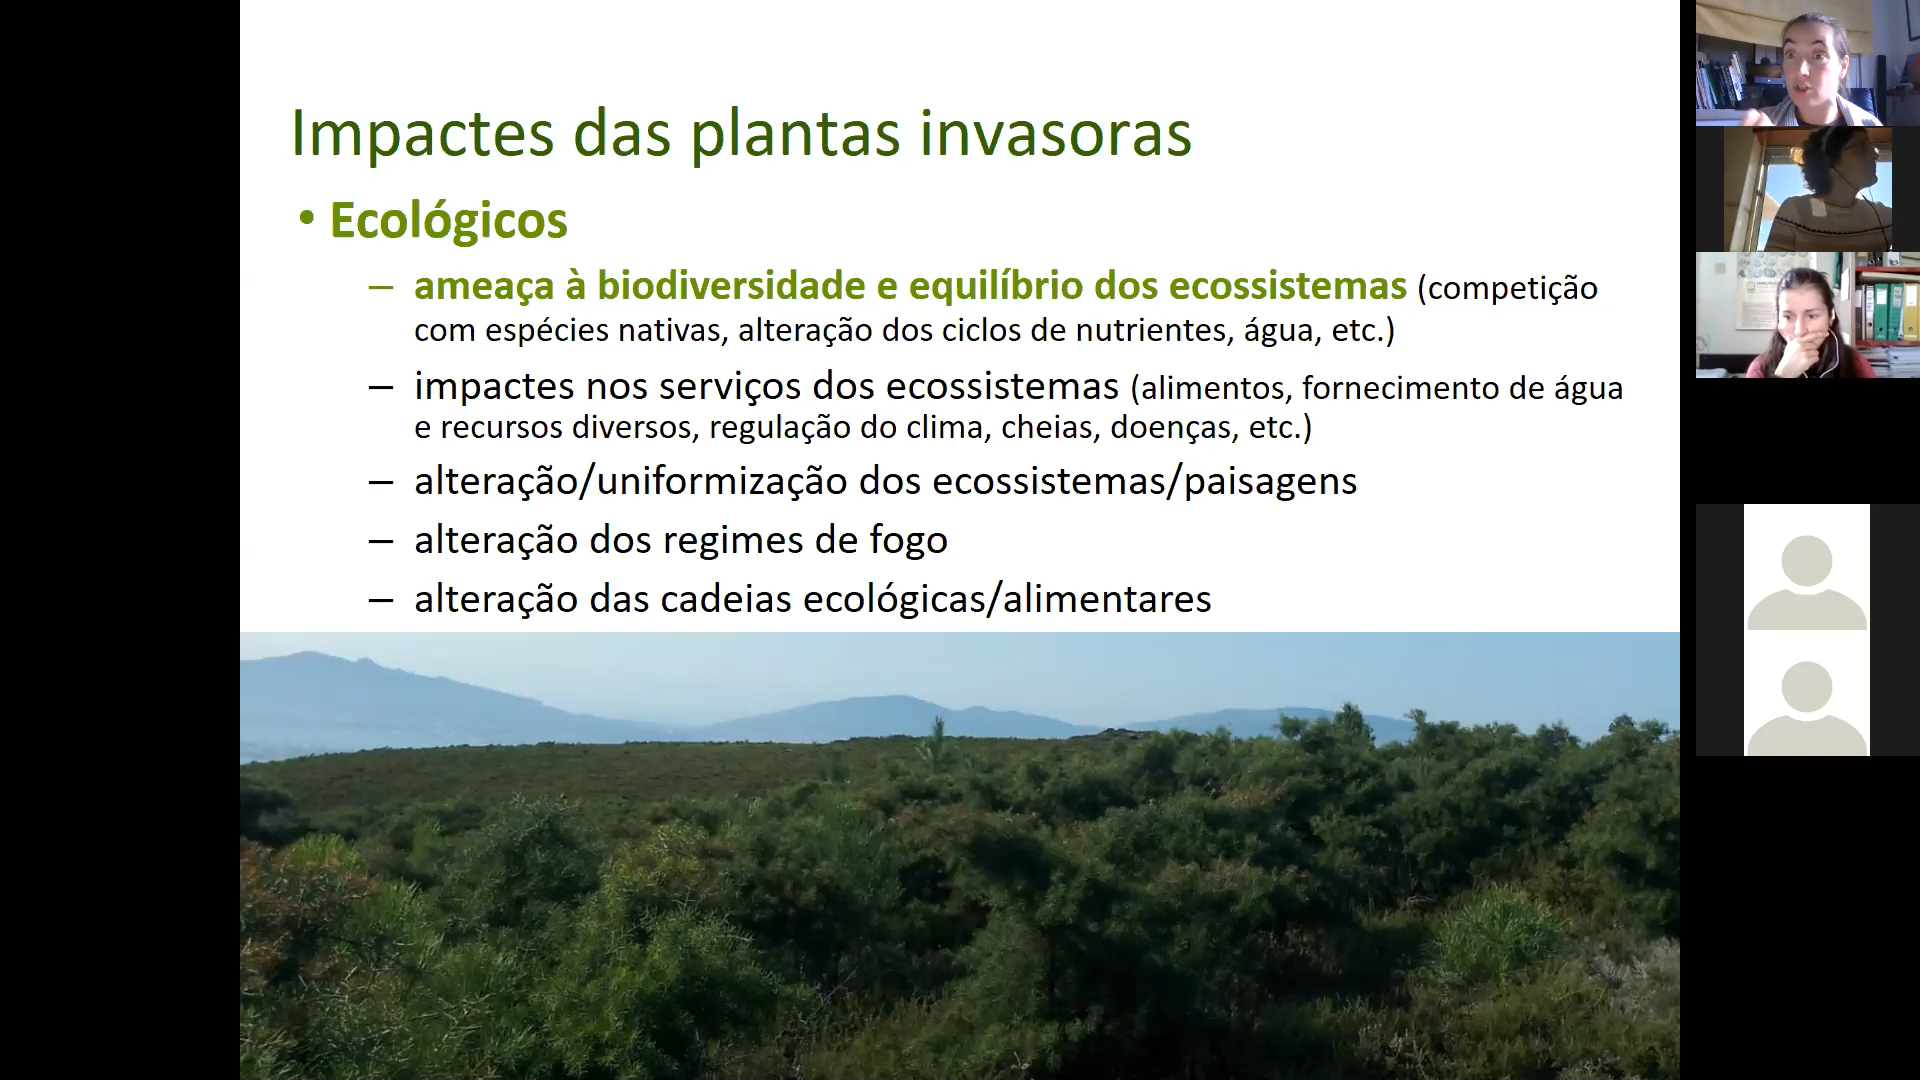 Impactes das plantas invasoras
• Ecológicos
– ameaça à biodiversidade e equilíbrio dos ecossistemas (competição
com espécies nativas, alteração dos ciclos de nutrientes, água, etc.)
– impactes nos serviços dos ecossistemas (alimentos, fornecimento de água
e recursos diversos, regulação do clima, cheias, doenças, etc.)
– alteração/uniformização dos ecossistemas/paisagens
– alteração dos regimes de fogo
– alteração das cadeias ecológicas/alimentares